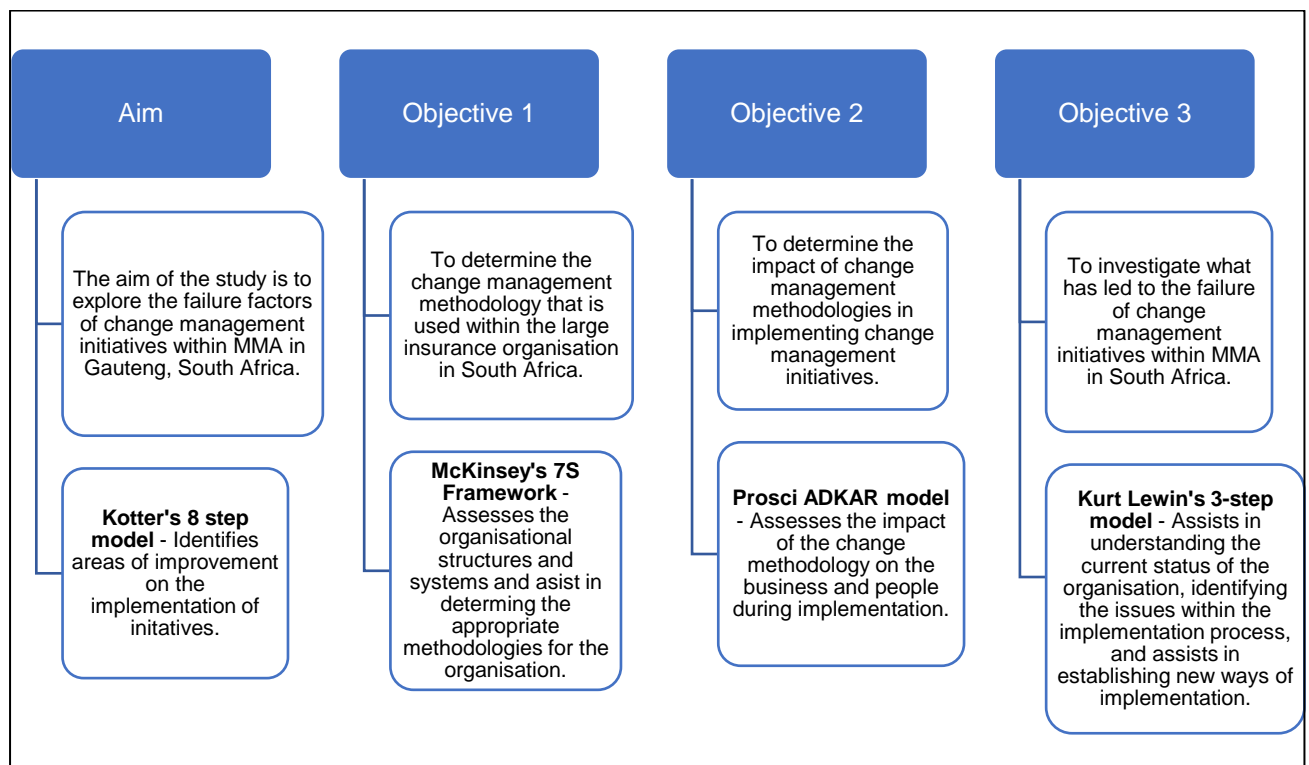 Aim
The aim of the study is to
explore the failure factors
of change management
initiatives within MMA in
Gauteng, South Africa.
Kotter's 8 step
model - Identifies
areas of improvement
on the
implementation of
initatives.
Objective 1
To determine the
change management
methodology that is
used within the large
insurance organisation
in South Africa.
McKinsey's 7S
Framework -
Assesses the
organisational
structures and
systems and asist in
determing the
appropriate
methodologies for the
organisation.
Objective 2
To determine the
impact of change
management
methodologies in
implementing change
management
initiatives.
Prosci ADKAR model
- Assesses the impact
of the change
methodology on the
business and people
during implementation.
Objective 3
To investigate what
has led to the failure
of change
management
initiatives within MMA
in South Africa.
Kurt Lewin's 3-step
model - Assists in
understanding the
current status of the
organisation, identifying
the issues within the
implementation process,
and assists in
establishing new ways of
implementation.